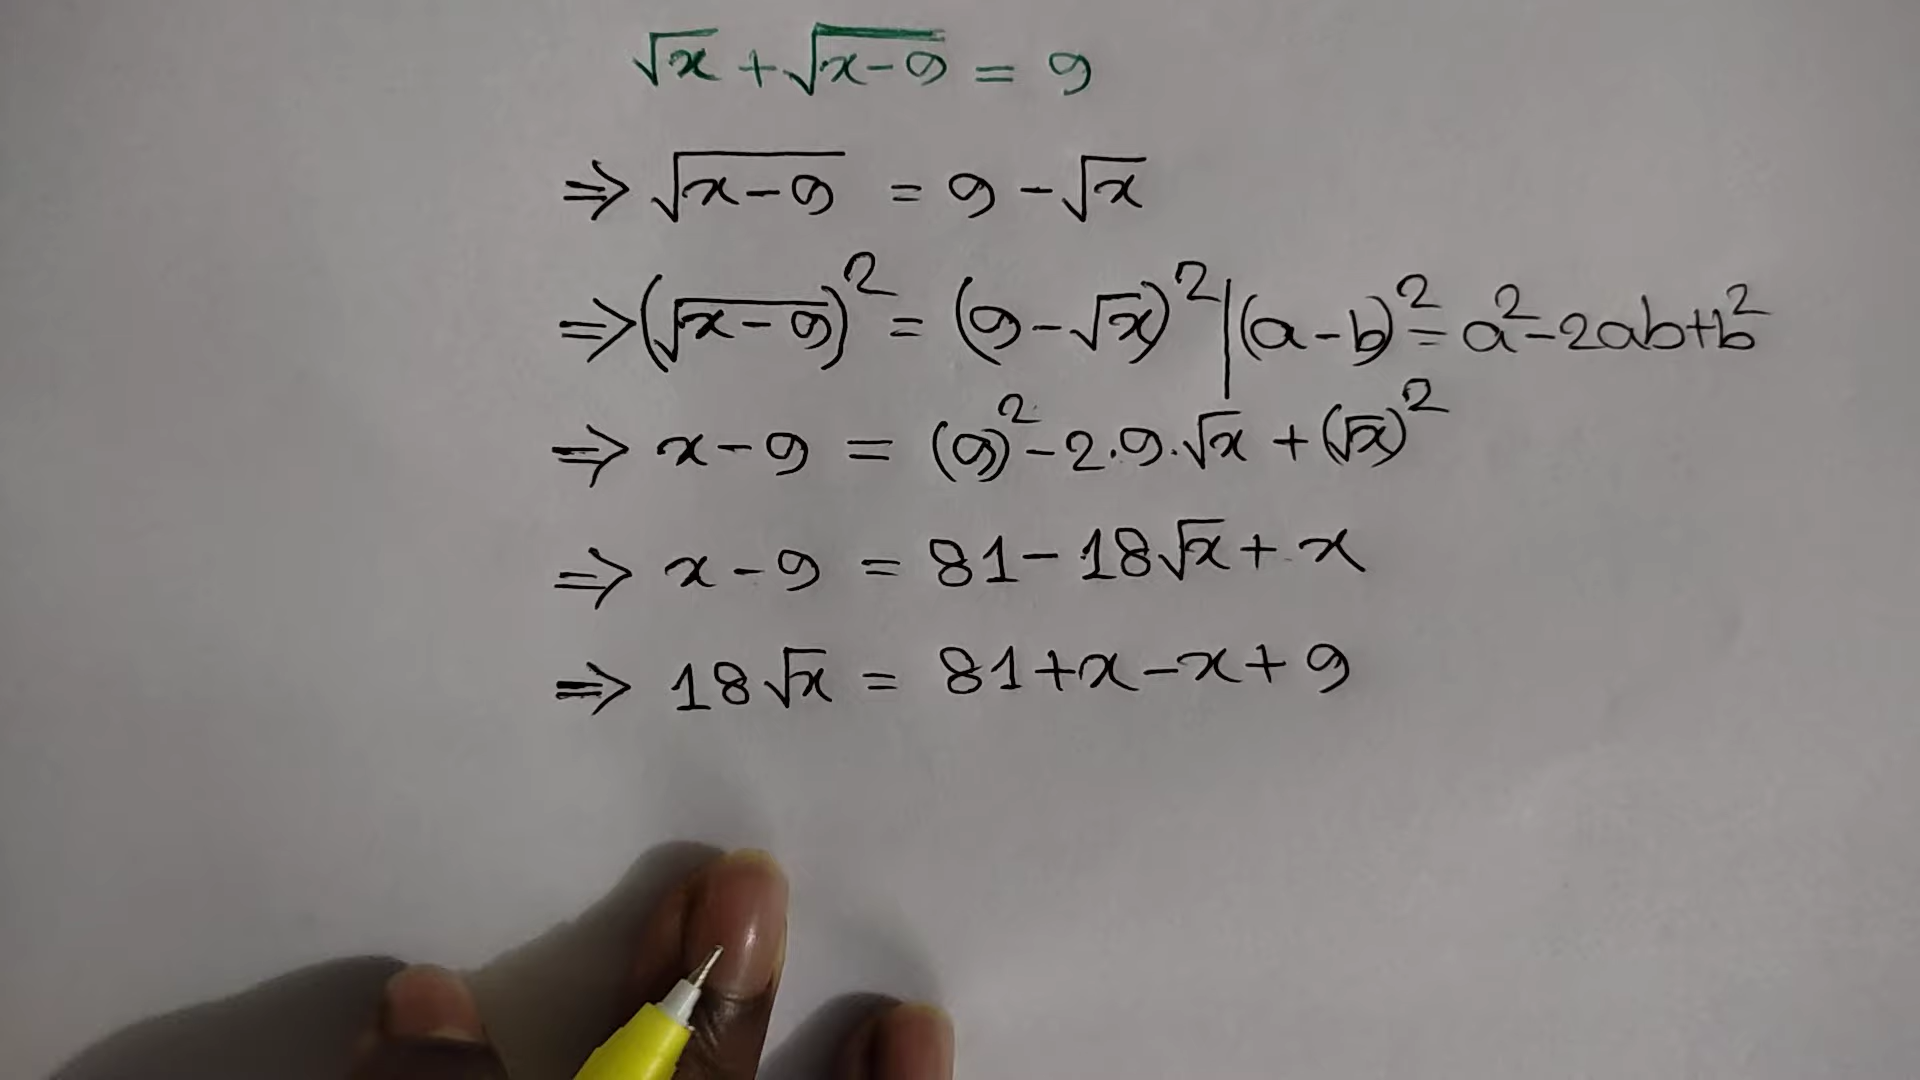 √x + √(x-9) = 9
⇒ √(x-9) = 9 - √x
⇒ (√(x-9))² = (9 - √x)² | (a-b)² = a² - 2ab + b²
⇒ x - 9 = (9)² - 2.9.√x + (√x)²
⇒ x - 9 = 81 - 18√x + x
⇒ 18√x = 81 + x - x + 9